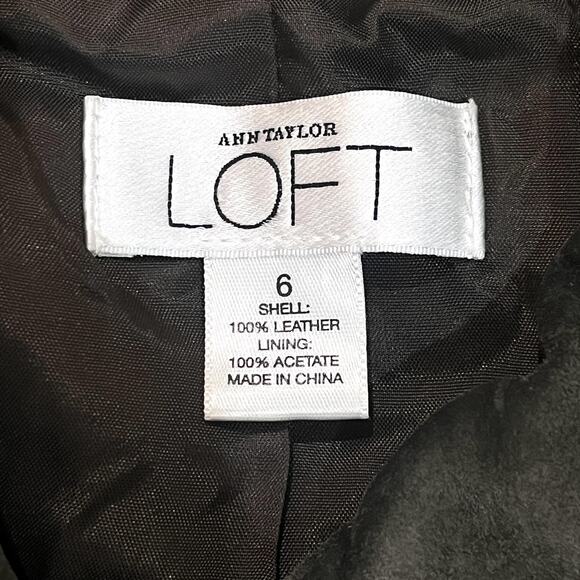 ANN TAYLOR
LOFT
6
SHELL:
100% LEATHER
LINING:
100% ACETATE
MADE IN CHINA